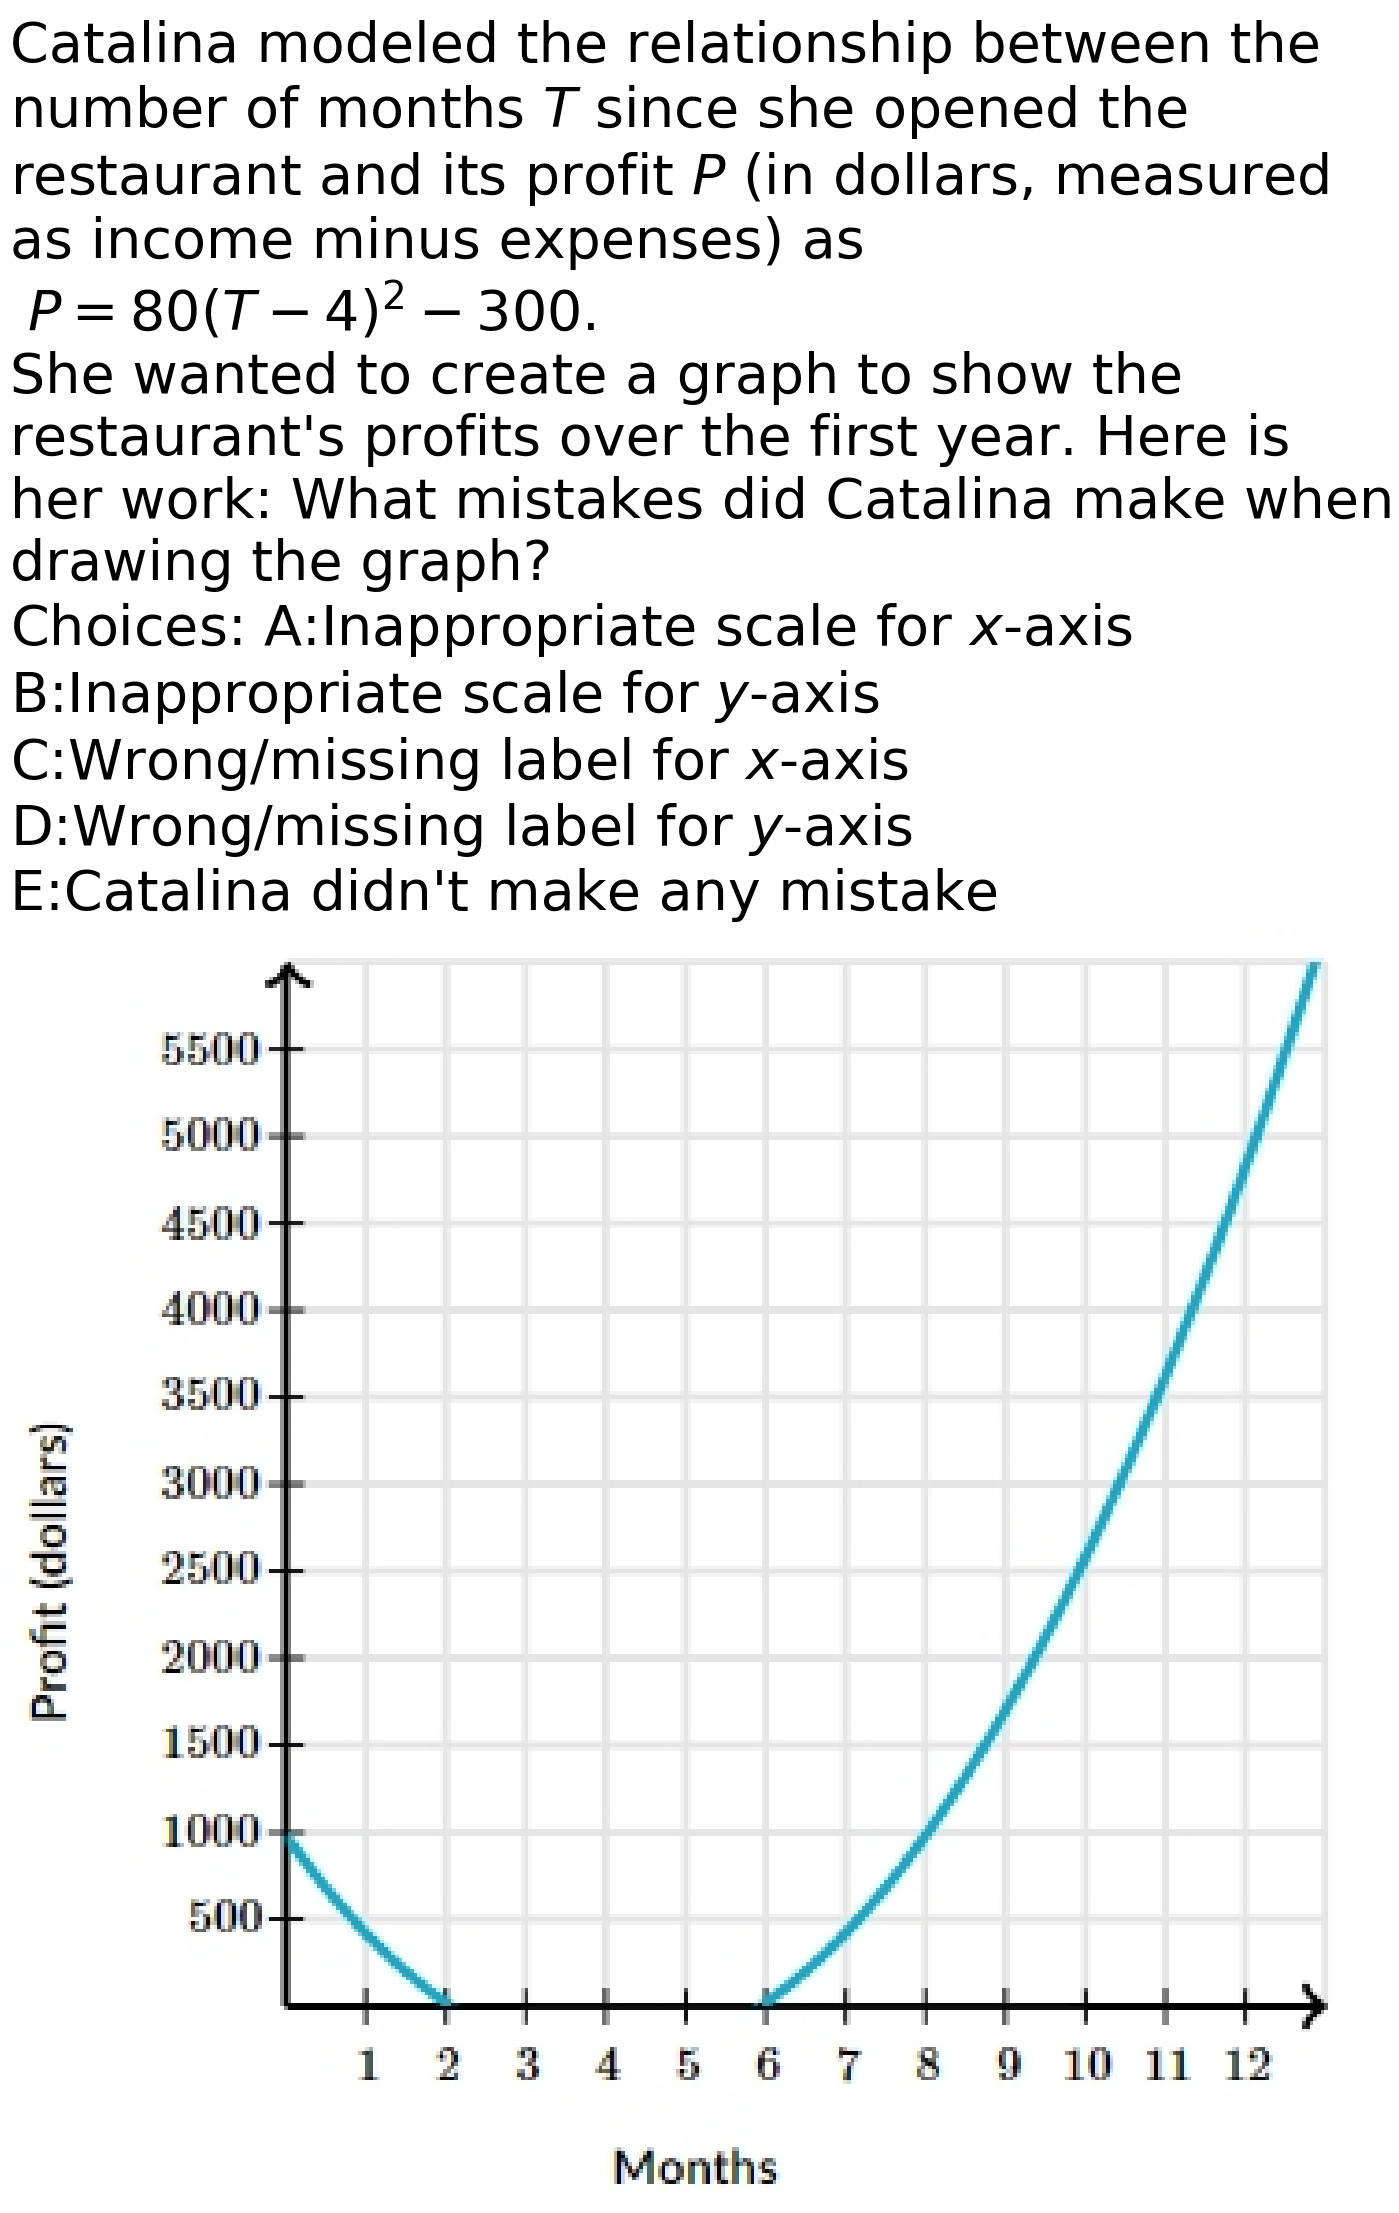 Catalina modeled the relationship between the
number of months T since she opened the
restaurant and its profit P (in dollars, measured
as income minus expenses) as
P = 80(T − 4)² − 300.
She wanted to create a graph to show the
restaurant's profits over the first year. Here is
her work: What mistakes did Catalina make when
drawing the graph?
Choices: A:Inappropriate scale for x-axis
B:Inappropriate scale for y-axis
C:Wrong/missing label for x-axis
D:Wrong/missing label for y-axis
E:Catalina didn't make any mistake
5500
5000
4500
4000
3500
3000
2500
2000
1500
1000
500
Profit (dollars)
1 2 3 4 5 6 7 8 9 10 11 12
Months